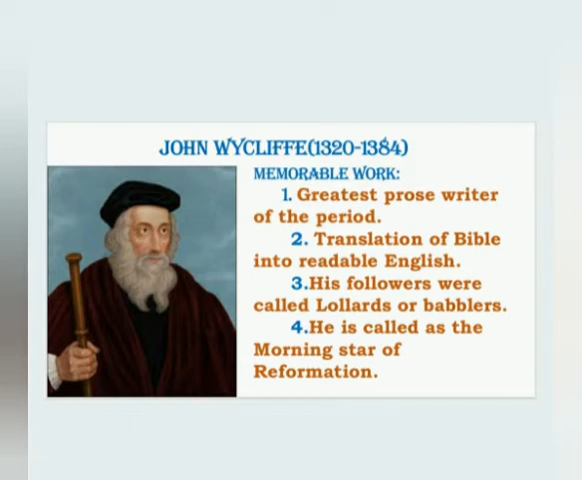 JOHN WYCLIFFE(1320-1384)
MEMORABLE WORK:
1. Greatest prose writer
of the period.
2. Translation of Bible
into readable English.
3.His followers were
called Lollards or babblers.
4.He is called as the
Morning star of
Reformation.